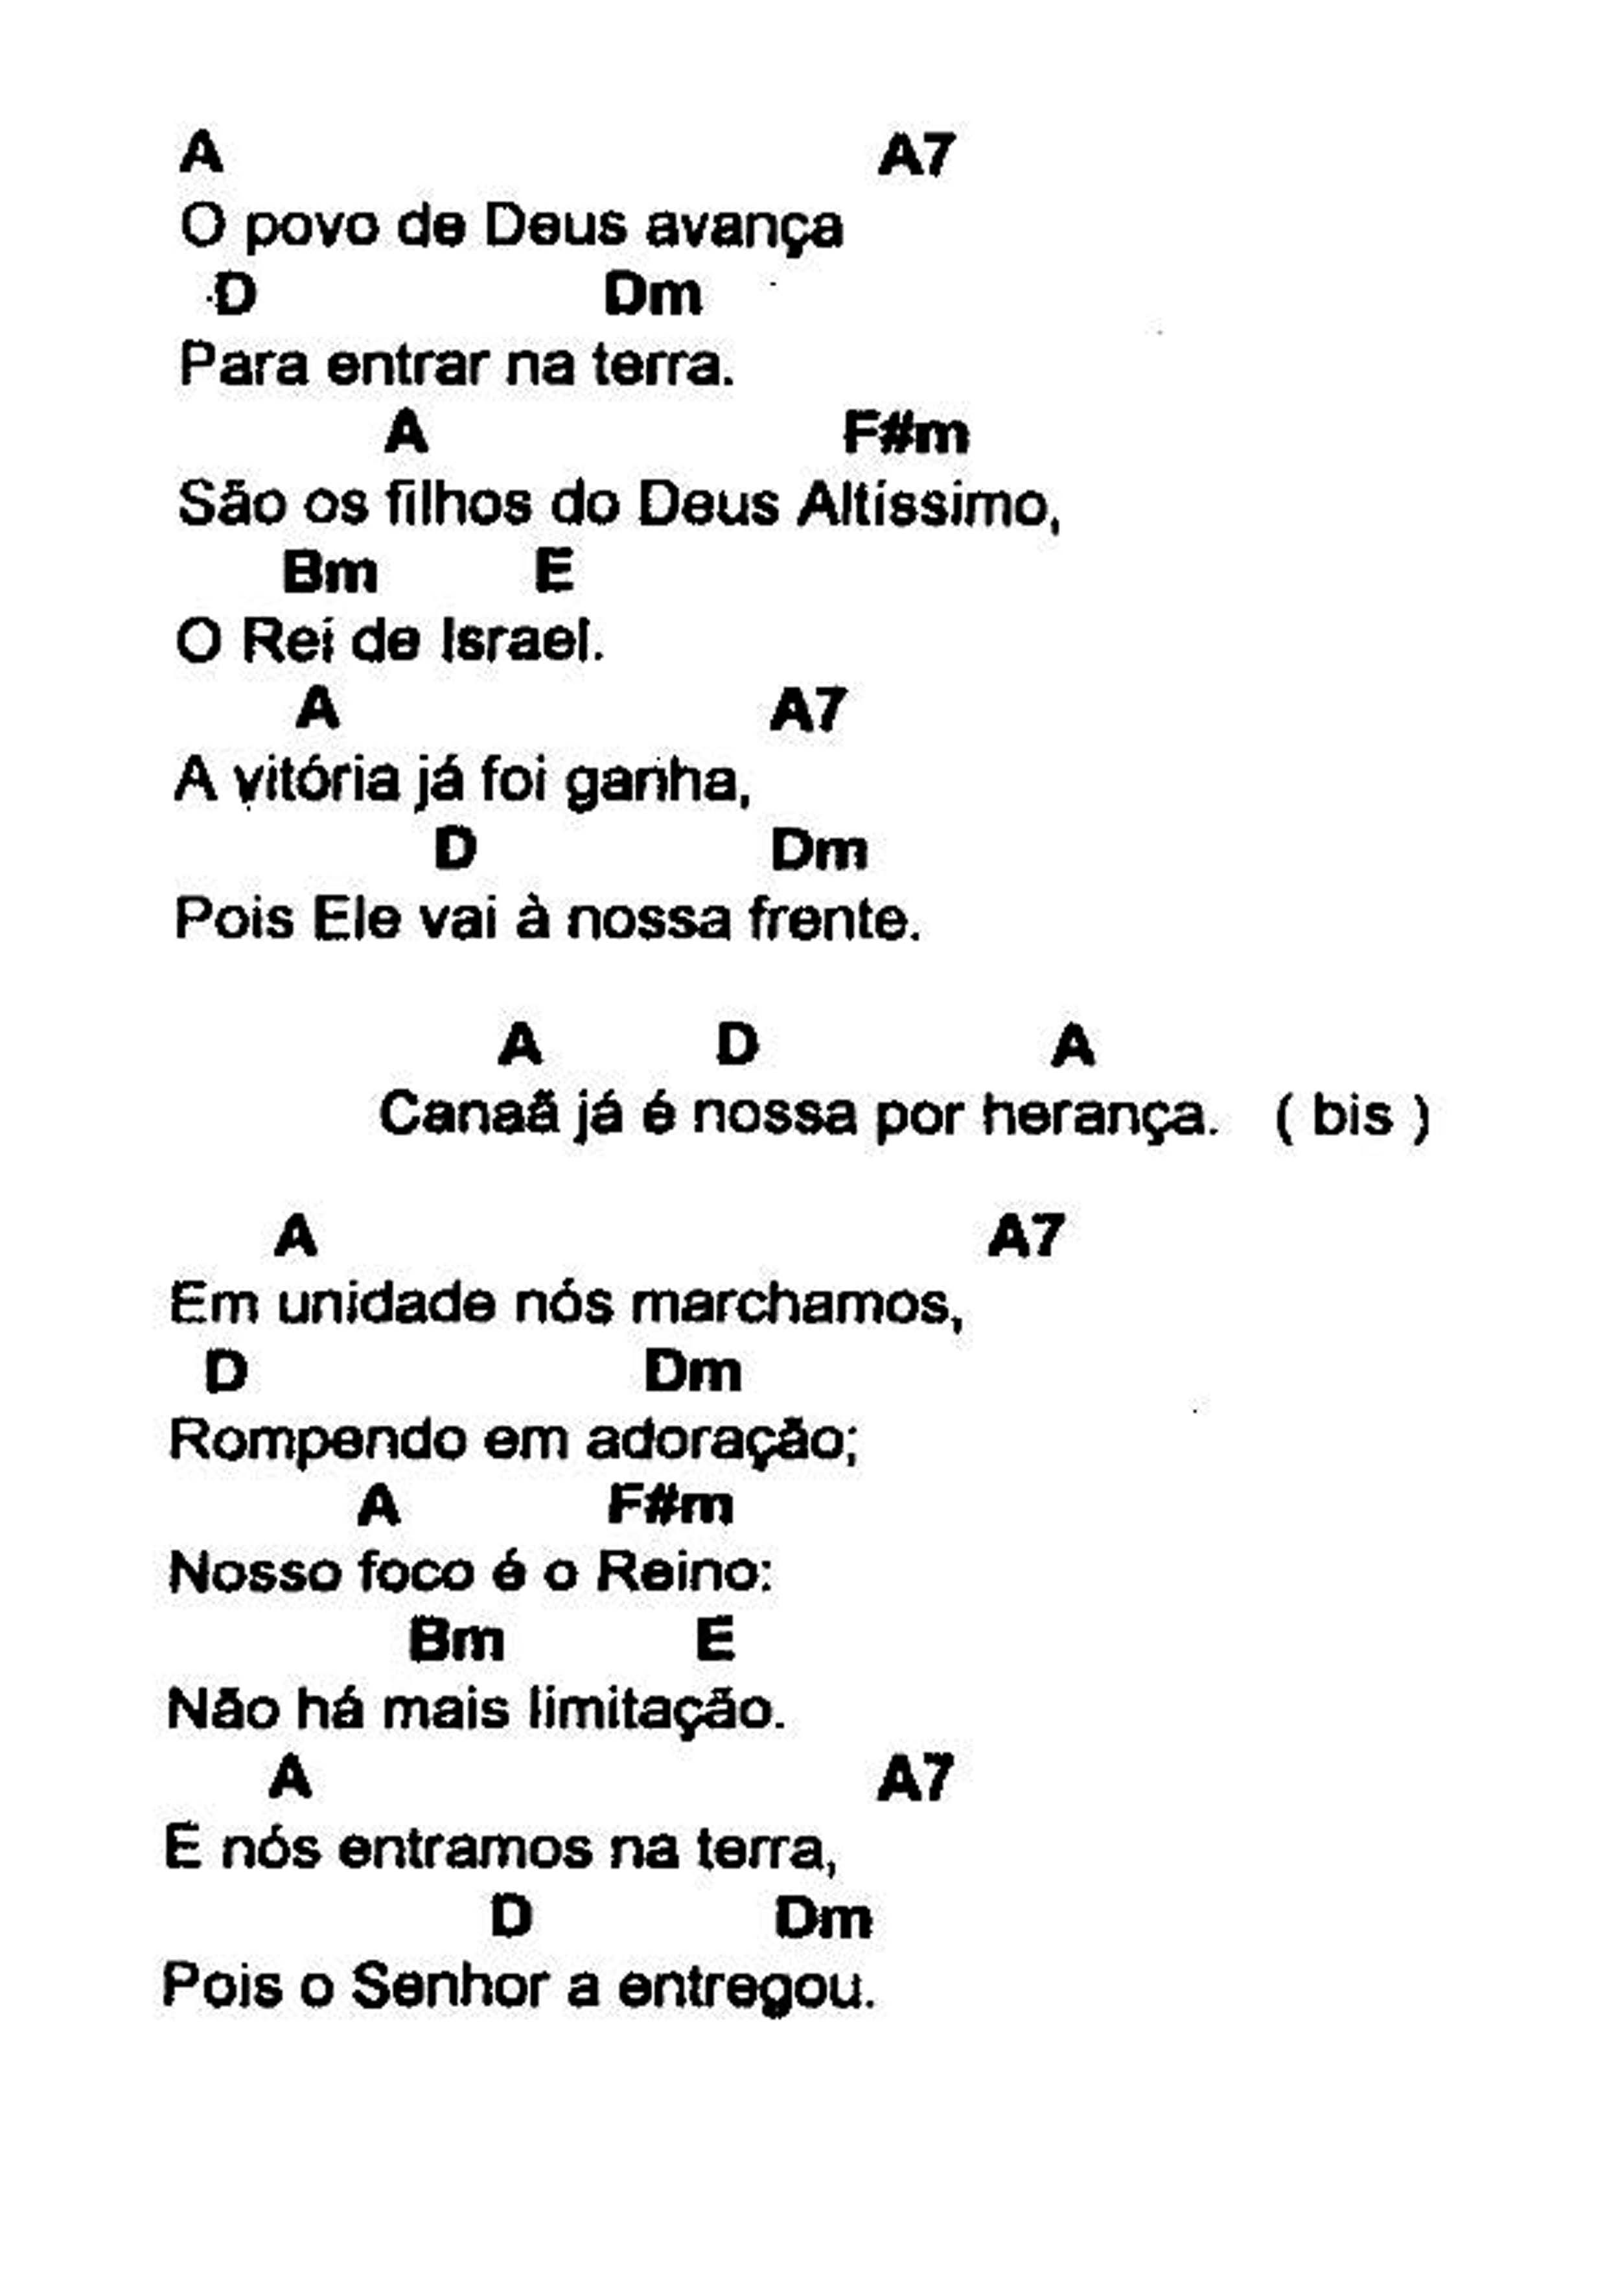 A A7
O povo de Deus avança
D Dm
Para entrar na terra.
A F#m
São os filhos do Deus Altíssimo,
Bm E
O Rei de Israel.
A A7
A vitória já foi ganha,
D Dm
Pois Ele vai à nossa frente.
A D A
Canaã já é nossa por herança. ( bis )
A A7
Em unidade nós marchamos,
D Dm
Rompendo em adoração;
A F#m
Nosso foco é o Reino:
Bm E
Não há mais limitação.
A A7
E nós entramos na terra,
D Dm
Pois o Senhor a entregou.